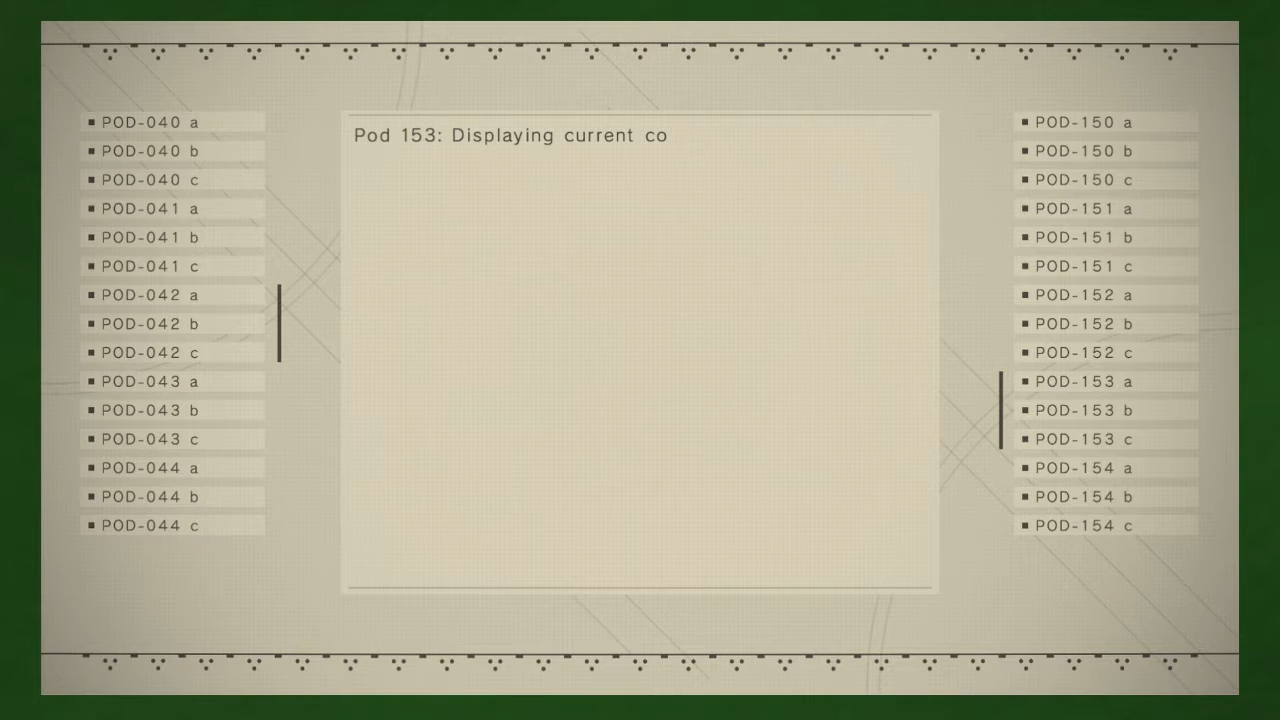 POD-040 a
POD-040 b
POD-040 c
POD-041 a
POD-041 b
POD-041 c
POD-042 a
POD-042 b
POD-042 c
POD-043 a
POD-043 b
POD-043 c
POD-044 a
POD-044 b
POD-044 c
Pod 153: Displaying current co
POD-150 a
POD-150 b
POD-150 c
POD-151 a
POD-151 b
POD-151 c
POD-152 a
POD-152 b
POD-152 c
POD-153 a
POD-153 b
POD-153 c
POD-154 a
POD-154 b
POD-154 c